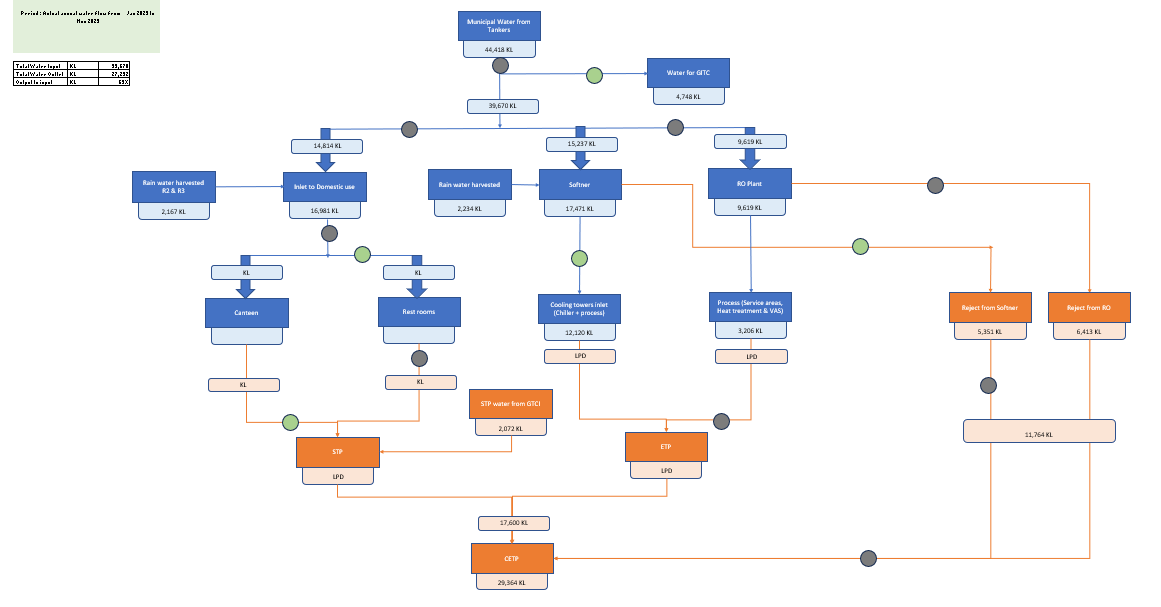 Period : Actual annual water flow from - Jan 2023 to
Nov 2023
Total Water Input KL 39,670
Total Water Outlet KL 27,292
Output to input KL 69%
Municipal Water from
Tankers
44,418 KL
Water for GITC
4,748 KL
39,670 KL
14,814 KL
15,237 KL
9,619 KL
Rain water harvested
R2 & R3
2,167 KL
Inlet to Domestic use
16,981 KL
Rain water harvested
2,234 KL
Softner
17,471 KL
RO Plant
9,619 KL
KL
KL
Canteen
Rest rooms
Cooling towers inlet
(Chiller + process)
12,120 KL
Process (Service areas,
Heat treatment & VAS)
3,206 KL
Reject from Softner
5,351 KL
Reject from RO
6,413 KL
LPD
LPD
KL
KL
STP water from GTCI
2,072 KL
11,764 KL
STP
LPD
ETP
LPD
17,600 KL
CETP
29,364 KL